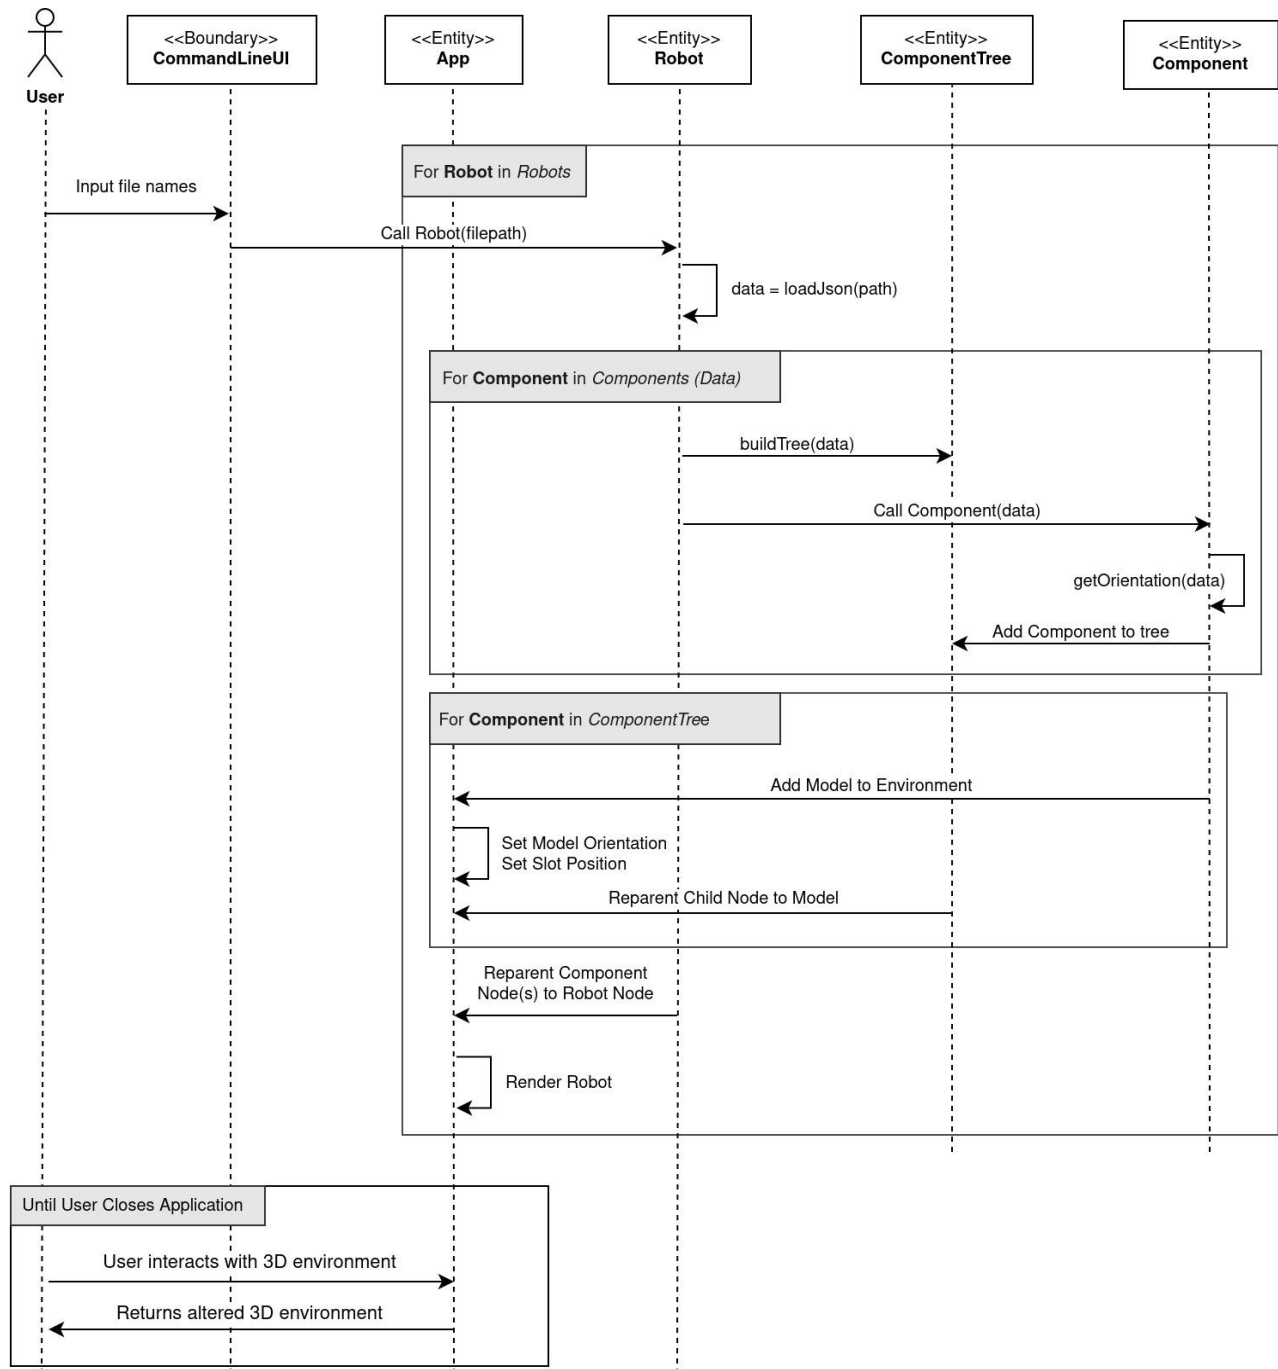 <<Boundary>>
CommandLineUI
<<Entity>>
App
<<Entity>>
Robot
<<Entity>>
ComponentTree
<<Entity>>
Component
User
For Robot in Robots
Input file names
Call Robot(filepath)
data = loadJson(path)
For Component in Components (Data)
buildTree(data)
Call Component(data)
getOrientation(data)
Add Component to tree
For Component in ComponentTree
Add Model to Environment
Set Model Orientation
Set Slot Position
Reparent Child Node to Model
Reparent Component
Node(s) to Robot Node
Render Robot
Until User Closes Application
User interacts with 3D environment
Returns altered 3D environment